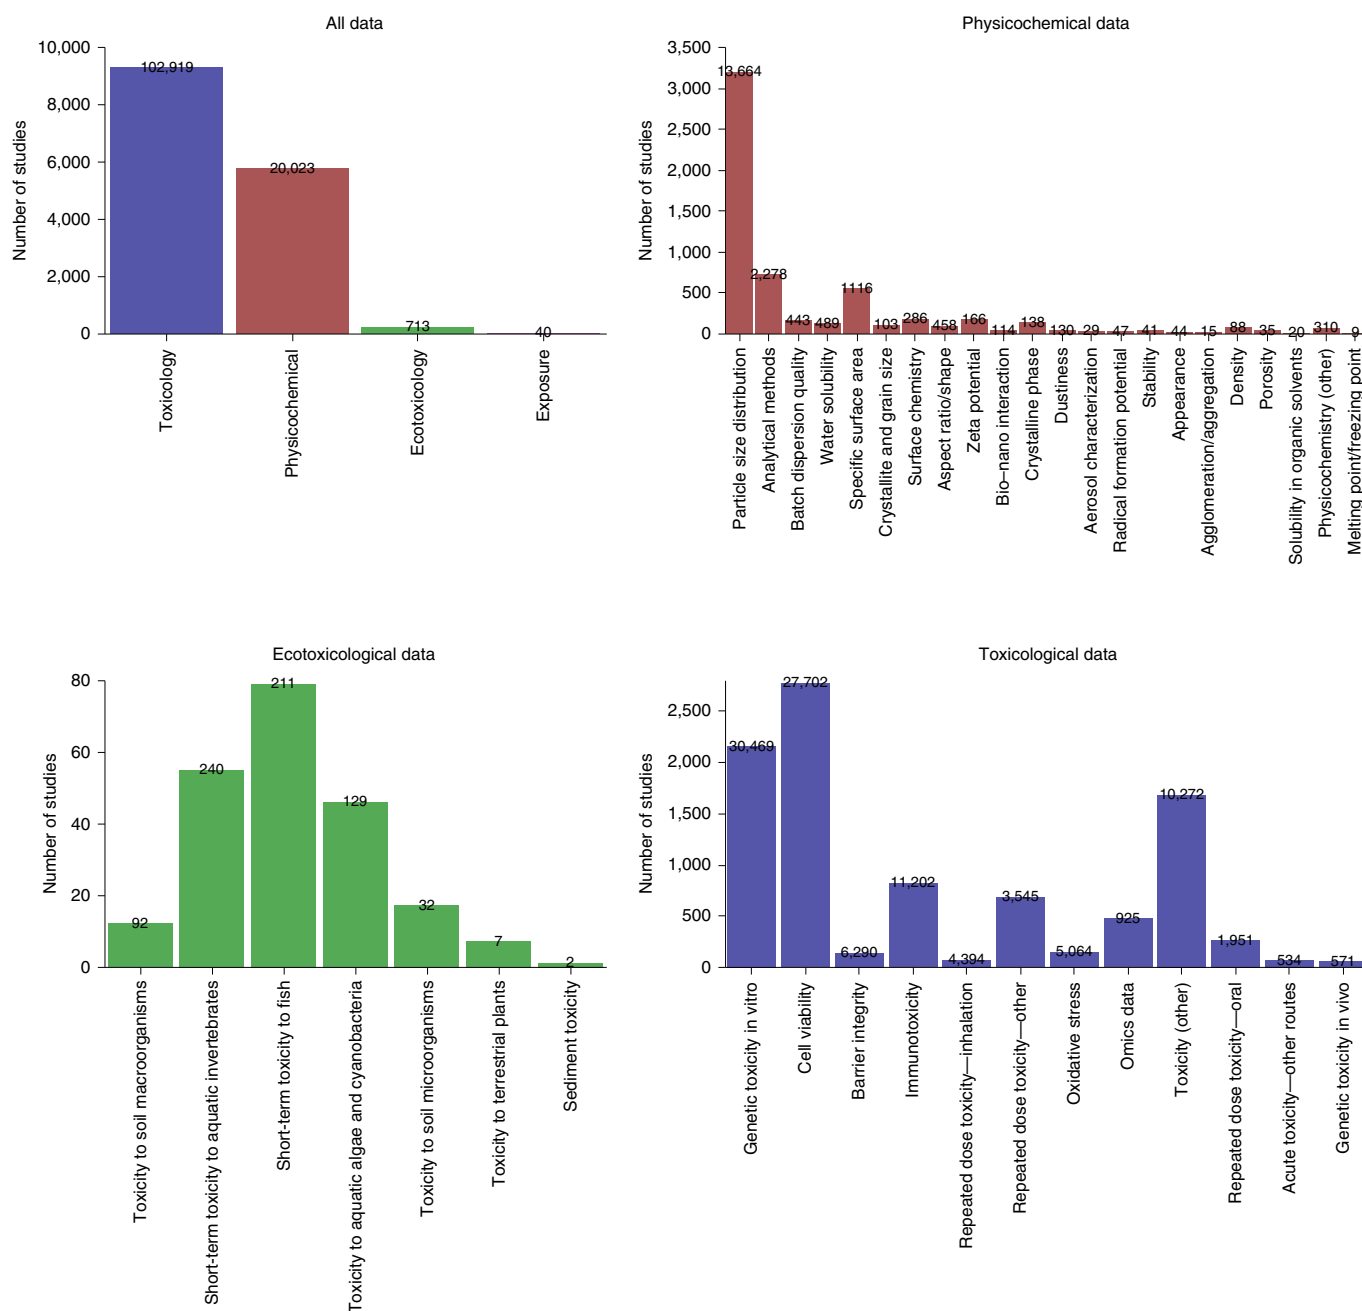 All data
Number of studies
10,000
8,000
6,000
4,000
2,000
0
102,919
20,023
713
40
Toxicology
Physicochemical
Ecotoxicology
Exposure
Physicochemical data
Number of studies
3,500
3,000
2,500
2,000
1,500
1,000
500
0
13,664
2,278
443
489
1116
103
286
458
166
114
138
130
29
47
41
44
15
88
35
20
310
9
Particle size distribution
Analytical methods
Batch dispersion quality
Water solubility
Specific surface area
Crystallite and grain size
Surface chemistry
Aspect ratio/shape
Zeta potential
Bio–nano interaction
Crystalline phase
Dustiness
Aerosol characterization
Radical formation potential
Stability
Appearance
Agglomeration/aggregation
Density
Porosity
Solubility in organic solvents
Physicochemistry (other)
Melting point/freezing point
Ecotoxicological data
Number of studies
80
60
40
20
0
92
240
211
129
32
7
2
Toxicity to soil macroorganisms
Short-term toxicity to aquatic invertebrates
Short-term toxicity to fish
Toxicity to aquatic algae and cyanobacteria
Toxicity to soil microorganisms
Toxicity to terrestrial plants
Sediment toxicity
Toxicological data
Number of studies
2,500
2,000
1,500
1,000
500
0
30,469
27,702
6,290
11,202
4,394
3,545
5,064
925
10,272
1,951
534
571
Genetic toxicity in vitro
Cell viability
Barrier integrity
Immunotoxicity
Repeated dose toxicity—inhalation
Repeated dose toxicity—other
Oxidative stress
Omics data
Toxicity (other)
Repeated dose toxicity—oral
Acute toxicity—other routes
Genetic toxicity in vivo